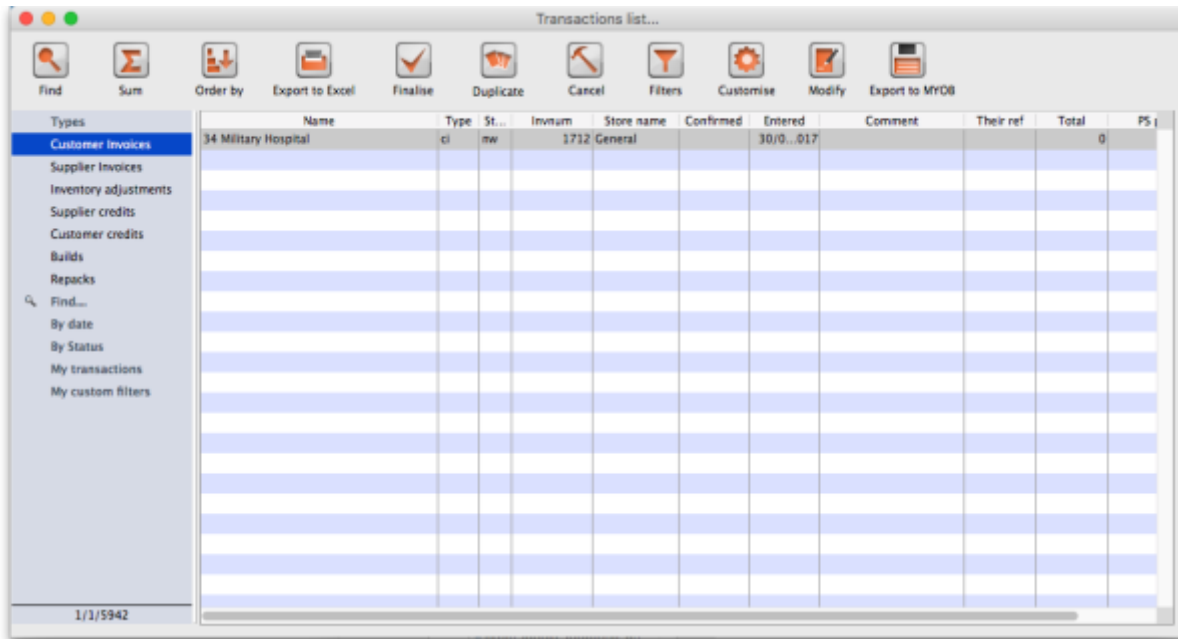 Transactions list...
Find Sum Order by Export to Excel Finalise Duplicate Cancel Filters Customise Modify Export to MYOB
Types
Customer Invoices
Supplier Invoices
Inventory adjustments
Supplier credits
Customer credits
Builds
Repacks
Find...
By date
By Status
My transactions
My custom filters
1/1/5942
Name Type St... Invnum Store name Confirmed Entered Comment Their ref Total PS
34 Military Hospital ci nw 1712 General 30/0...017 0